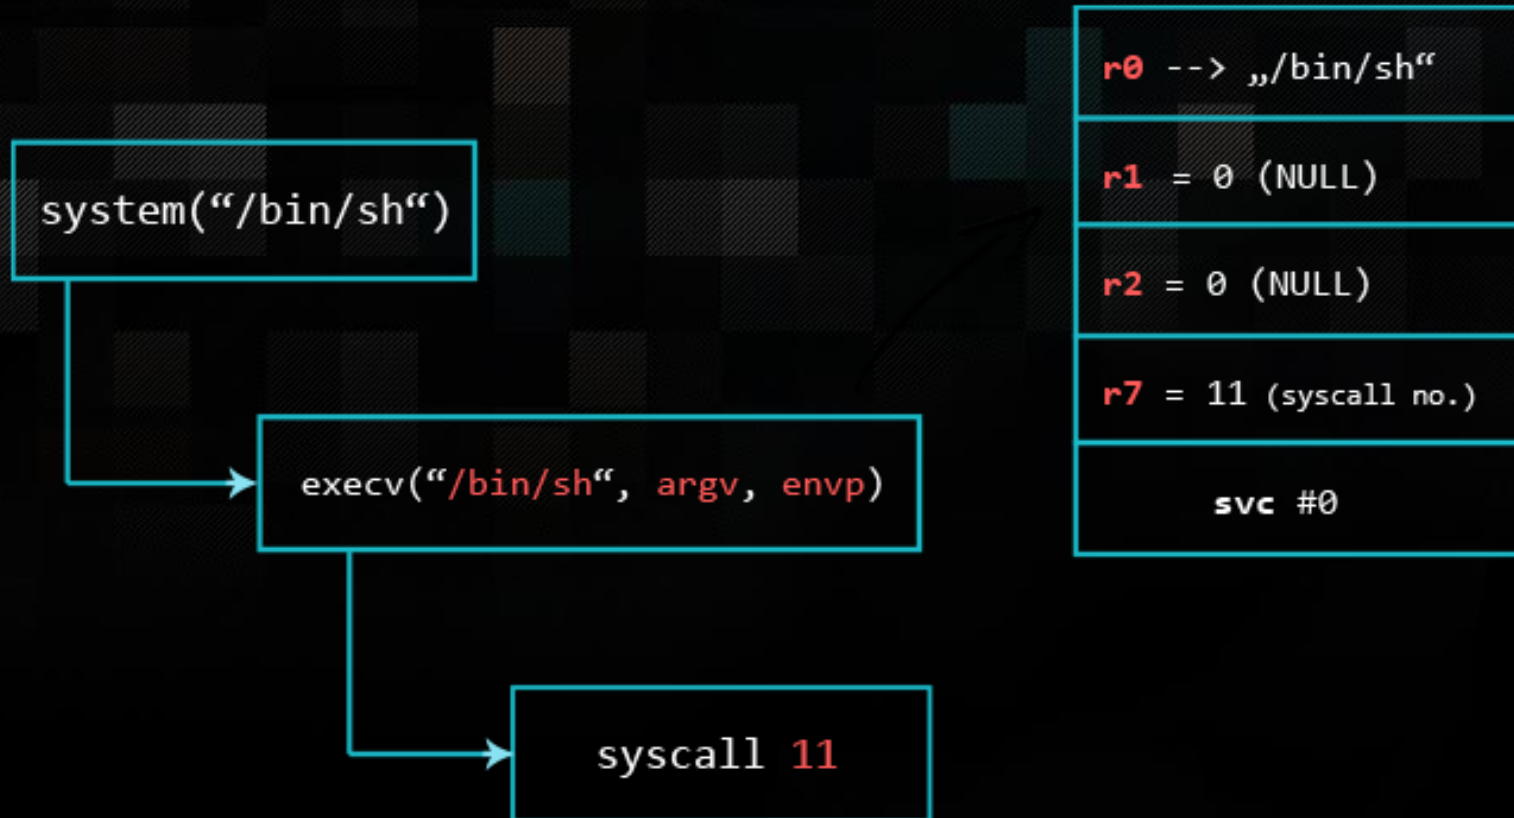 system(“/bin/sh“)
execv(“/bin/sh“, argv, envp)
syscall 11
r0 --> „/bin/sh“
r1 = 0 (NULL)
r2 = 0 (NULL)
r7 = 11 (syscall no.)
svc #0